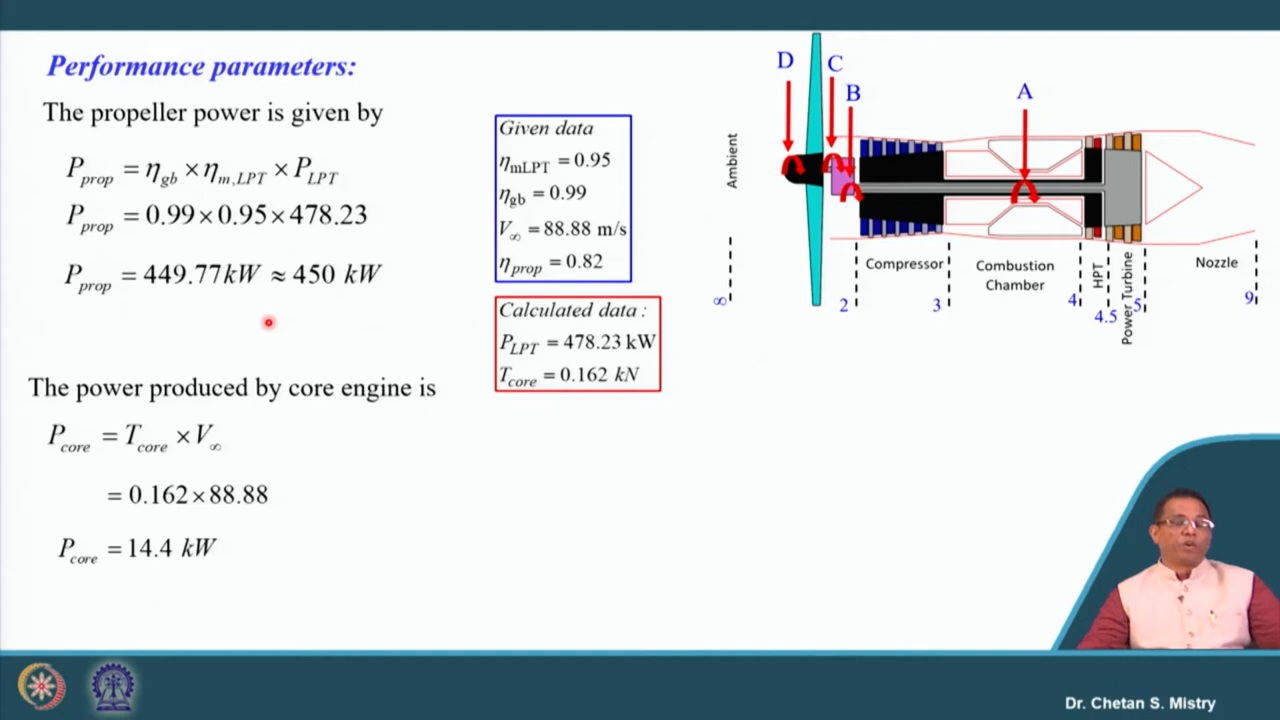 Performance parameters:
The propeller power is given by
P_prop = η_gb × η_m,LPT × P_LPT
P_prop = 0.99 × 0.95 × 478.23
P_prop = 449.77 kW ≈ 450 kW
The power produced by core engine is
P_core = T_core × V_∞
= 0.162 × 88.88
P_core = 14.4 kW
Given data
η_mLPT = 0.95
η_gb = 0.99
V_∞ = 88.88 m/s
η_prop = 0.82
Calculated data :
P_LPT = 478.23 kW
T_core = 0.162 kN
D
C
B
A
Ambient
Compressor
Combustion
Chamber
HPT
Power Turbine
Nozzle
∞
2
3
4
4.5
5
9
Dr. Chetan S. Mistry